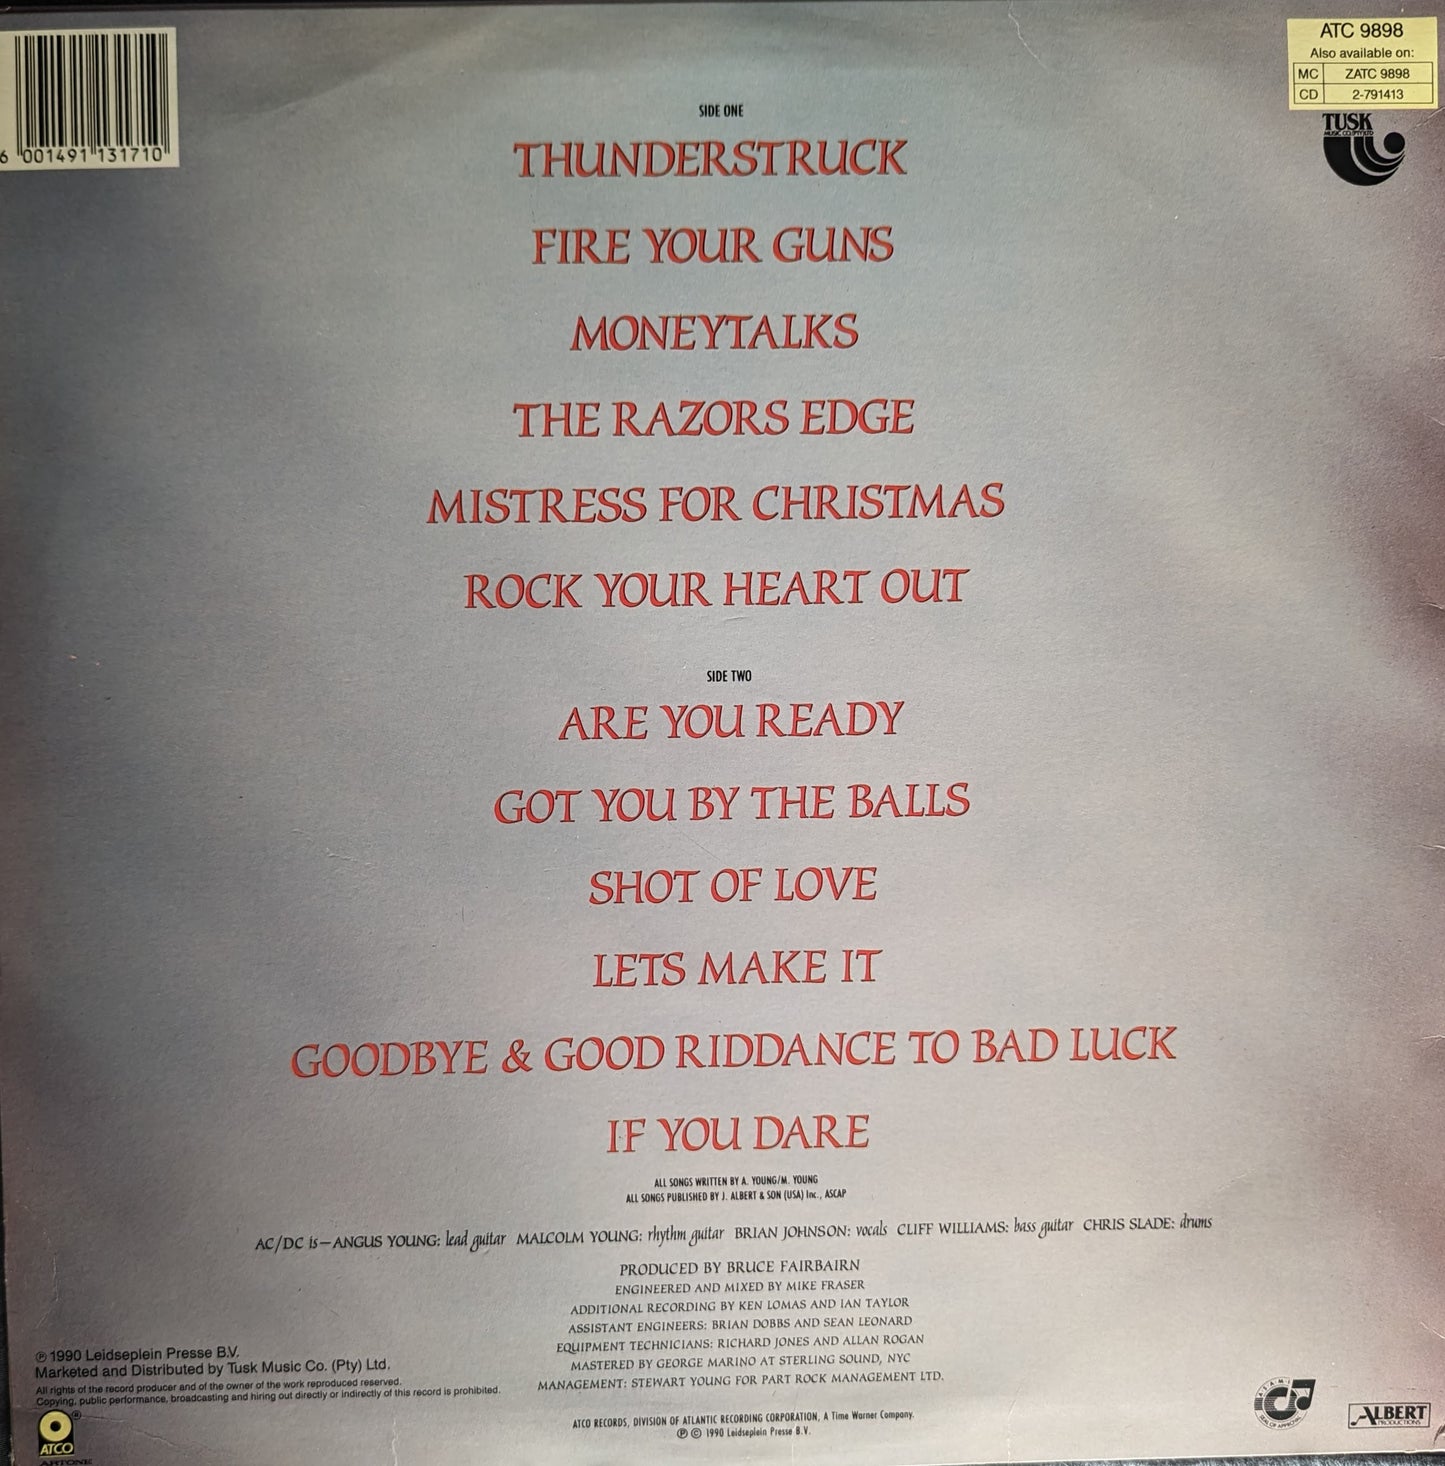 6 001491 131710
ATC 9898
Also available on:
MC ZATC 9898
CD 2-791413
TUSK
SIDE ONE
THUNDERSTRUCK
FIRE YOUR GUNS
MONEYTALKS
THE RAZORS EDGE
MISTRESS FOR CHRISTMAS
ROCK YOUR HEART OUT
SIDE TWO
ARE YOU READY
GOT YOU BY THE BALLS
SHOT OF LOVE
LETS MAKE IT
GOODBYE & GOOD RIDDANCE TO BAD LUCK
IF YOU DARE
ALL SONGS WRITTEN BY A. YOUNG/M. YOUNG
ALL SONGS PUBLISHED BY J. ALBERT & SON (USA) Inc., ASCAP
AC/DC is—ANGUS YOUNG: lead guitar MALCOLM YOUNG: rhythm guitar BRIAN JOHNSON: vocals CLIFF WILLIAMS: bass guitar CHRIS SLADE: drums
PRODUCED BY BRUCE FAIRBAIRN
ENGINEERED AND MIXED BY MIKE FRASER
ADDITIONAL RECORDING BY KEN LOMAS AND IAN TAYLOR
ASSISTANT ENGINEERS: BRIAN DOBBS AND SEAN LEONARD
EQUIPMENT TECHNICIANS: RICHARD JONES AND ALLAN ROGAN
MASTERED BY GEORGE MARINO AT STERLING SOUND, NYC
MANAGEMENT: STEWART YOUNG FOR PART ROCK MANAGEMENT LTD.
ATCO RECORDS, DIVISION OF ATLANTIC RECORDING CORPORATION, A Time Warner Company.
℗ © 1990 Leidseplein Presse B.V.
℗ 1990 Leidseplein Presse B.V.
Marketed and Distributed by Tusk Music Co. (Pty) Ltd.
All rights of the record producer and of the owner of the work reproduced reserved.
Copying, public performance, broadcasting and hiring out directly or indirectly of this record is prohibited.
®
ATCO
ARTONE
SEAL OF APPROVAL
ALBERT
PRODUCTIONS